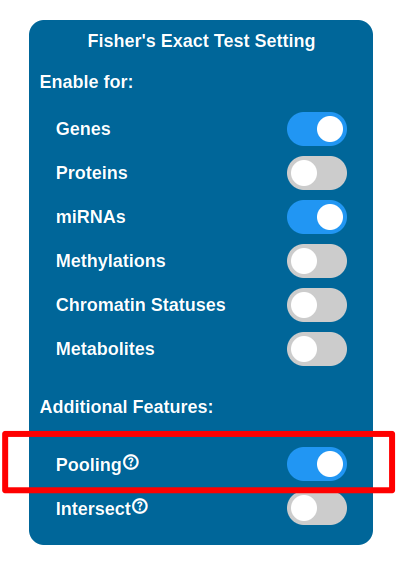 Fisher's Exact Test Setting
Enable for:
Genes
Proteins
miRNAs
Methylations
Chromatin Statuses
Metabolites
Additional Features:
Pooling?
Intersect?